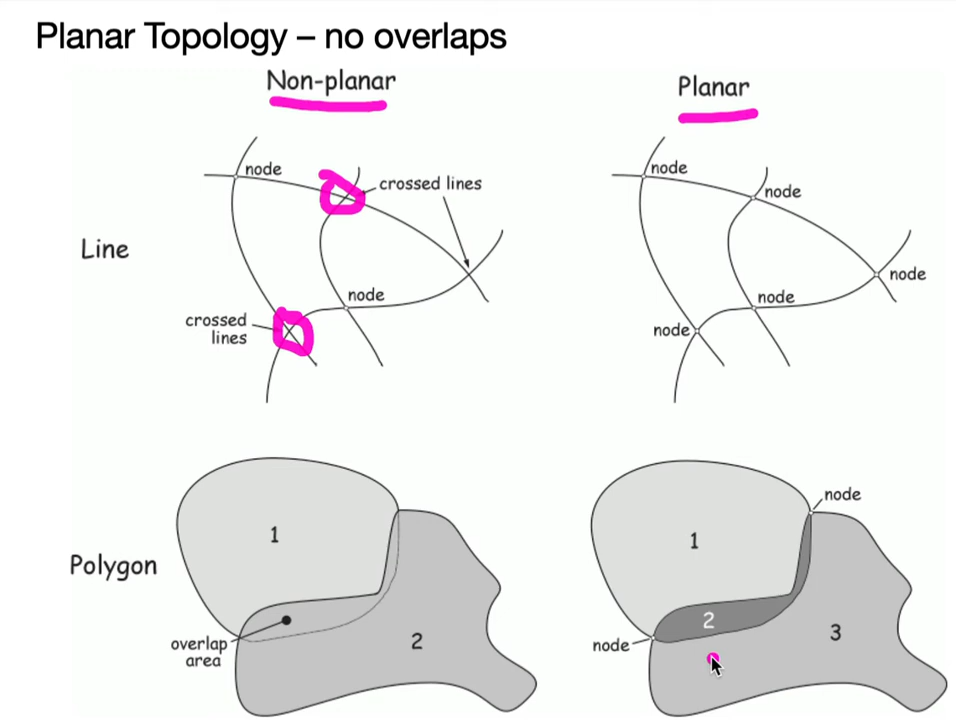 Planar Topology – no overlaps
Non-planar
Planar
Line
node
crossed lines
node
crossed
lines
node
node
node
node
node
Polygon
1
overlap
area
2
node
1
2
node
3